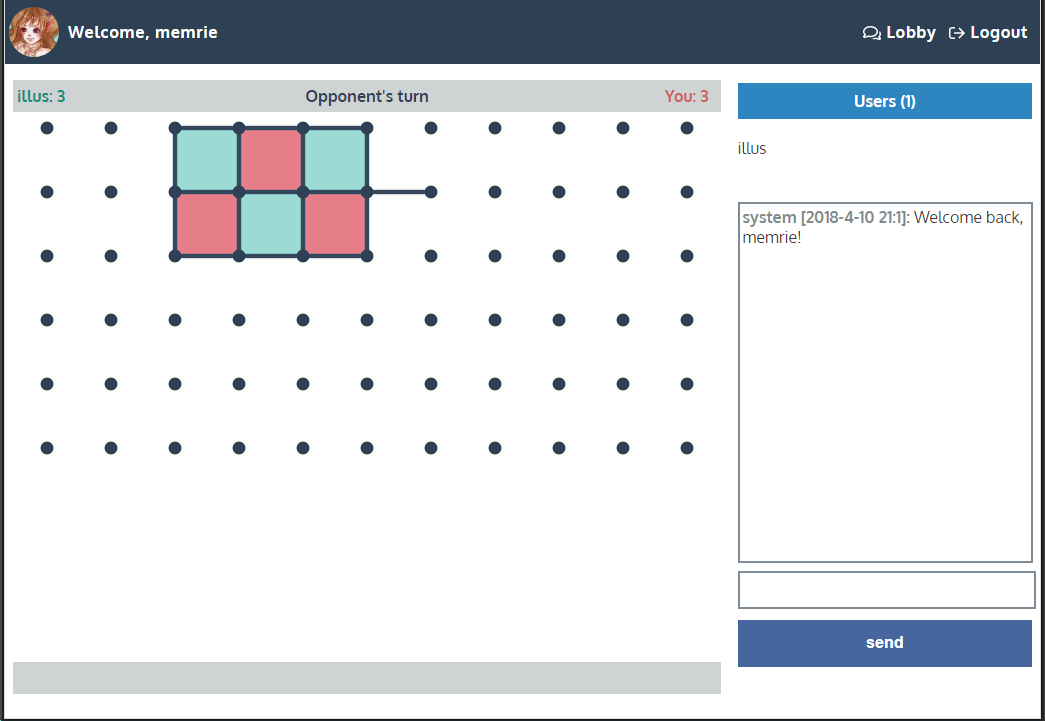 Welcome, memrie
Lobby
Logout
illus: 3
Opponent's turn
You: 3
Users (1)
illus
system [2018-4-10 21:1]: Welcome back,
memrie!
send